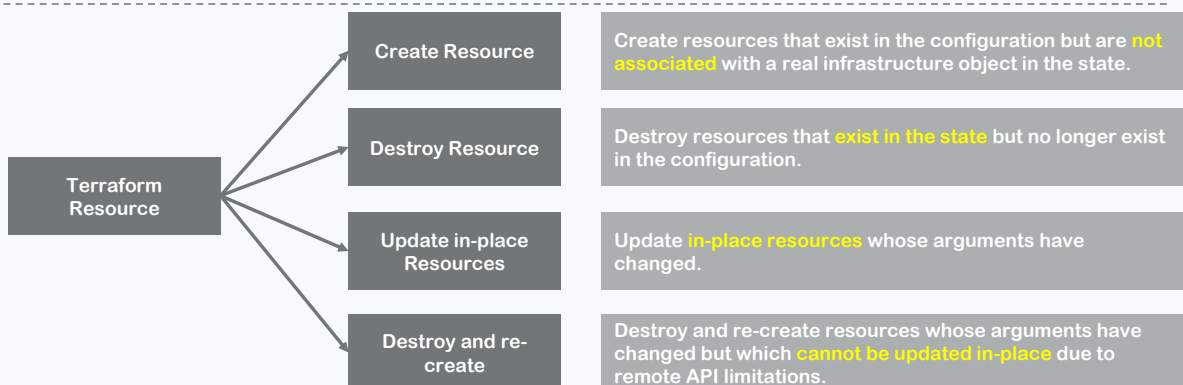 Create Resource
Create resources that exist in the configuration but are not
associated with a real infrastructure object in the state.
Destroy Resource
Destroy resources that exist in the state but no longer exist
in the configuration.
Terraform
Resource
Update in-place
Resources
Update in-place resources whose arguments have
changed.
Destroy and re-
create
Destroy and re-create resources whose arguments have
changed but which cannot be updated in-place due to
remote API limitations.